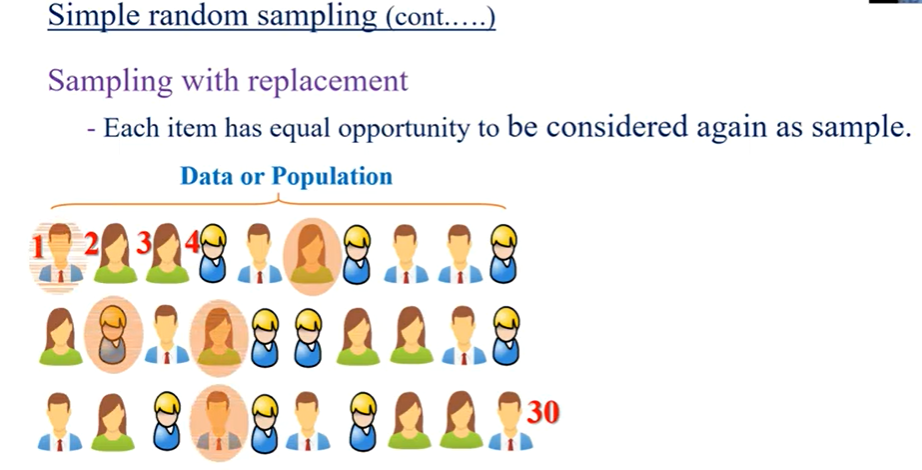 Simple random sampling (cont.….)
Sampling with replacement
- Each item has equal opportunity to be considered again as sample.
Data or Population
1 2 3 4
30